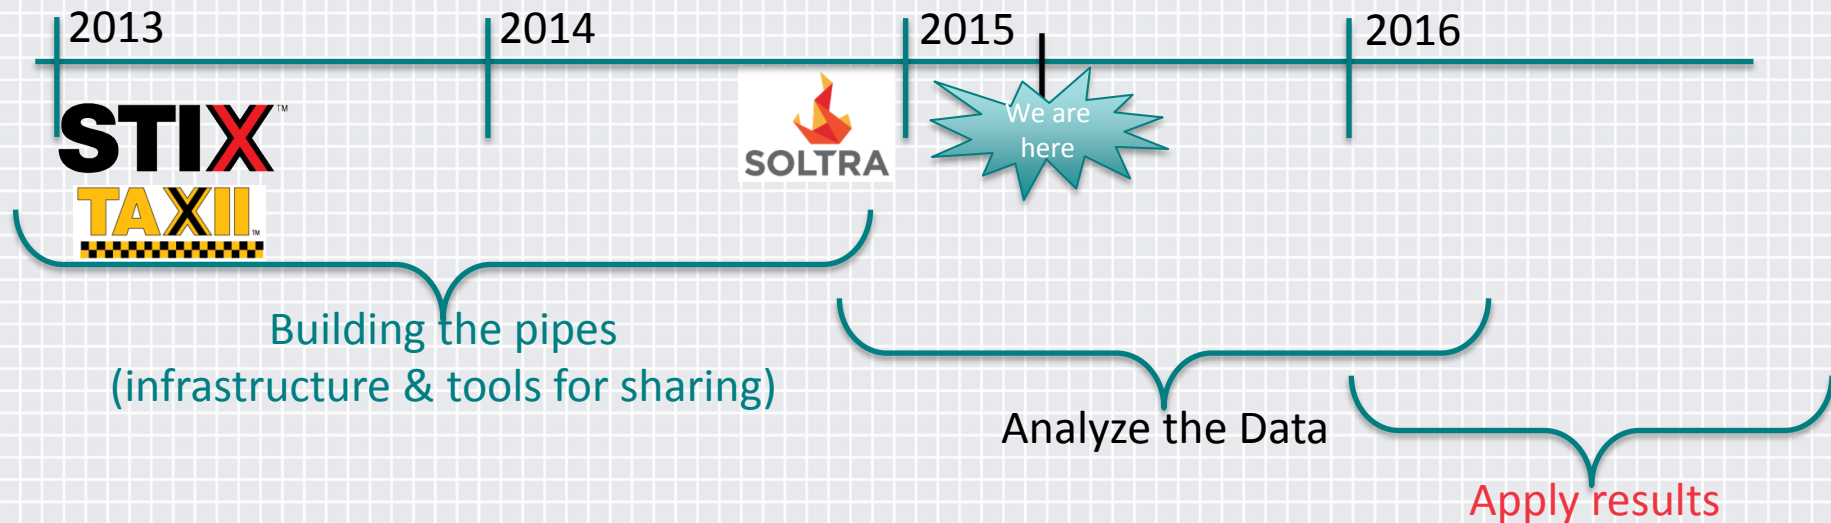 2013
2014
2015
2016
STIX™
TAXII™
SOLTRA
We are
here
Building the pipes
(infrastructure & tools for sharing)
Analyze the Data
Apply results